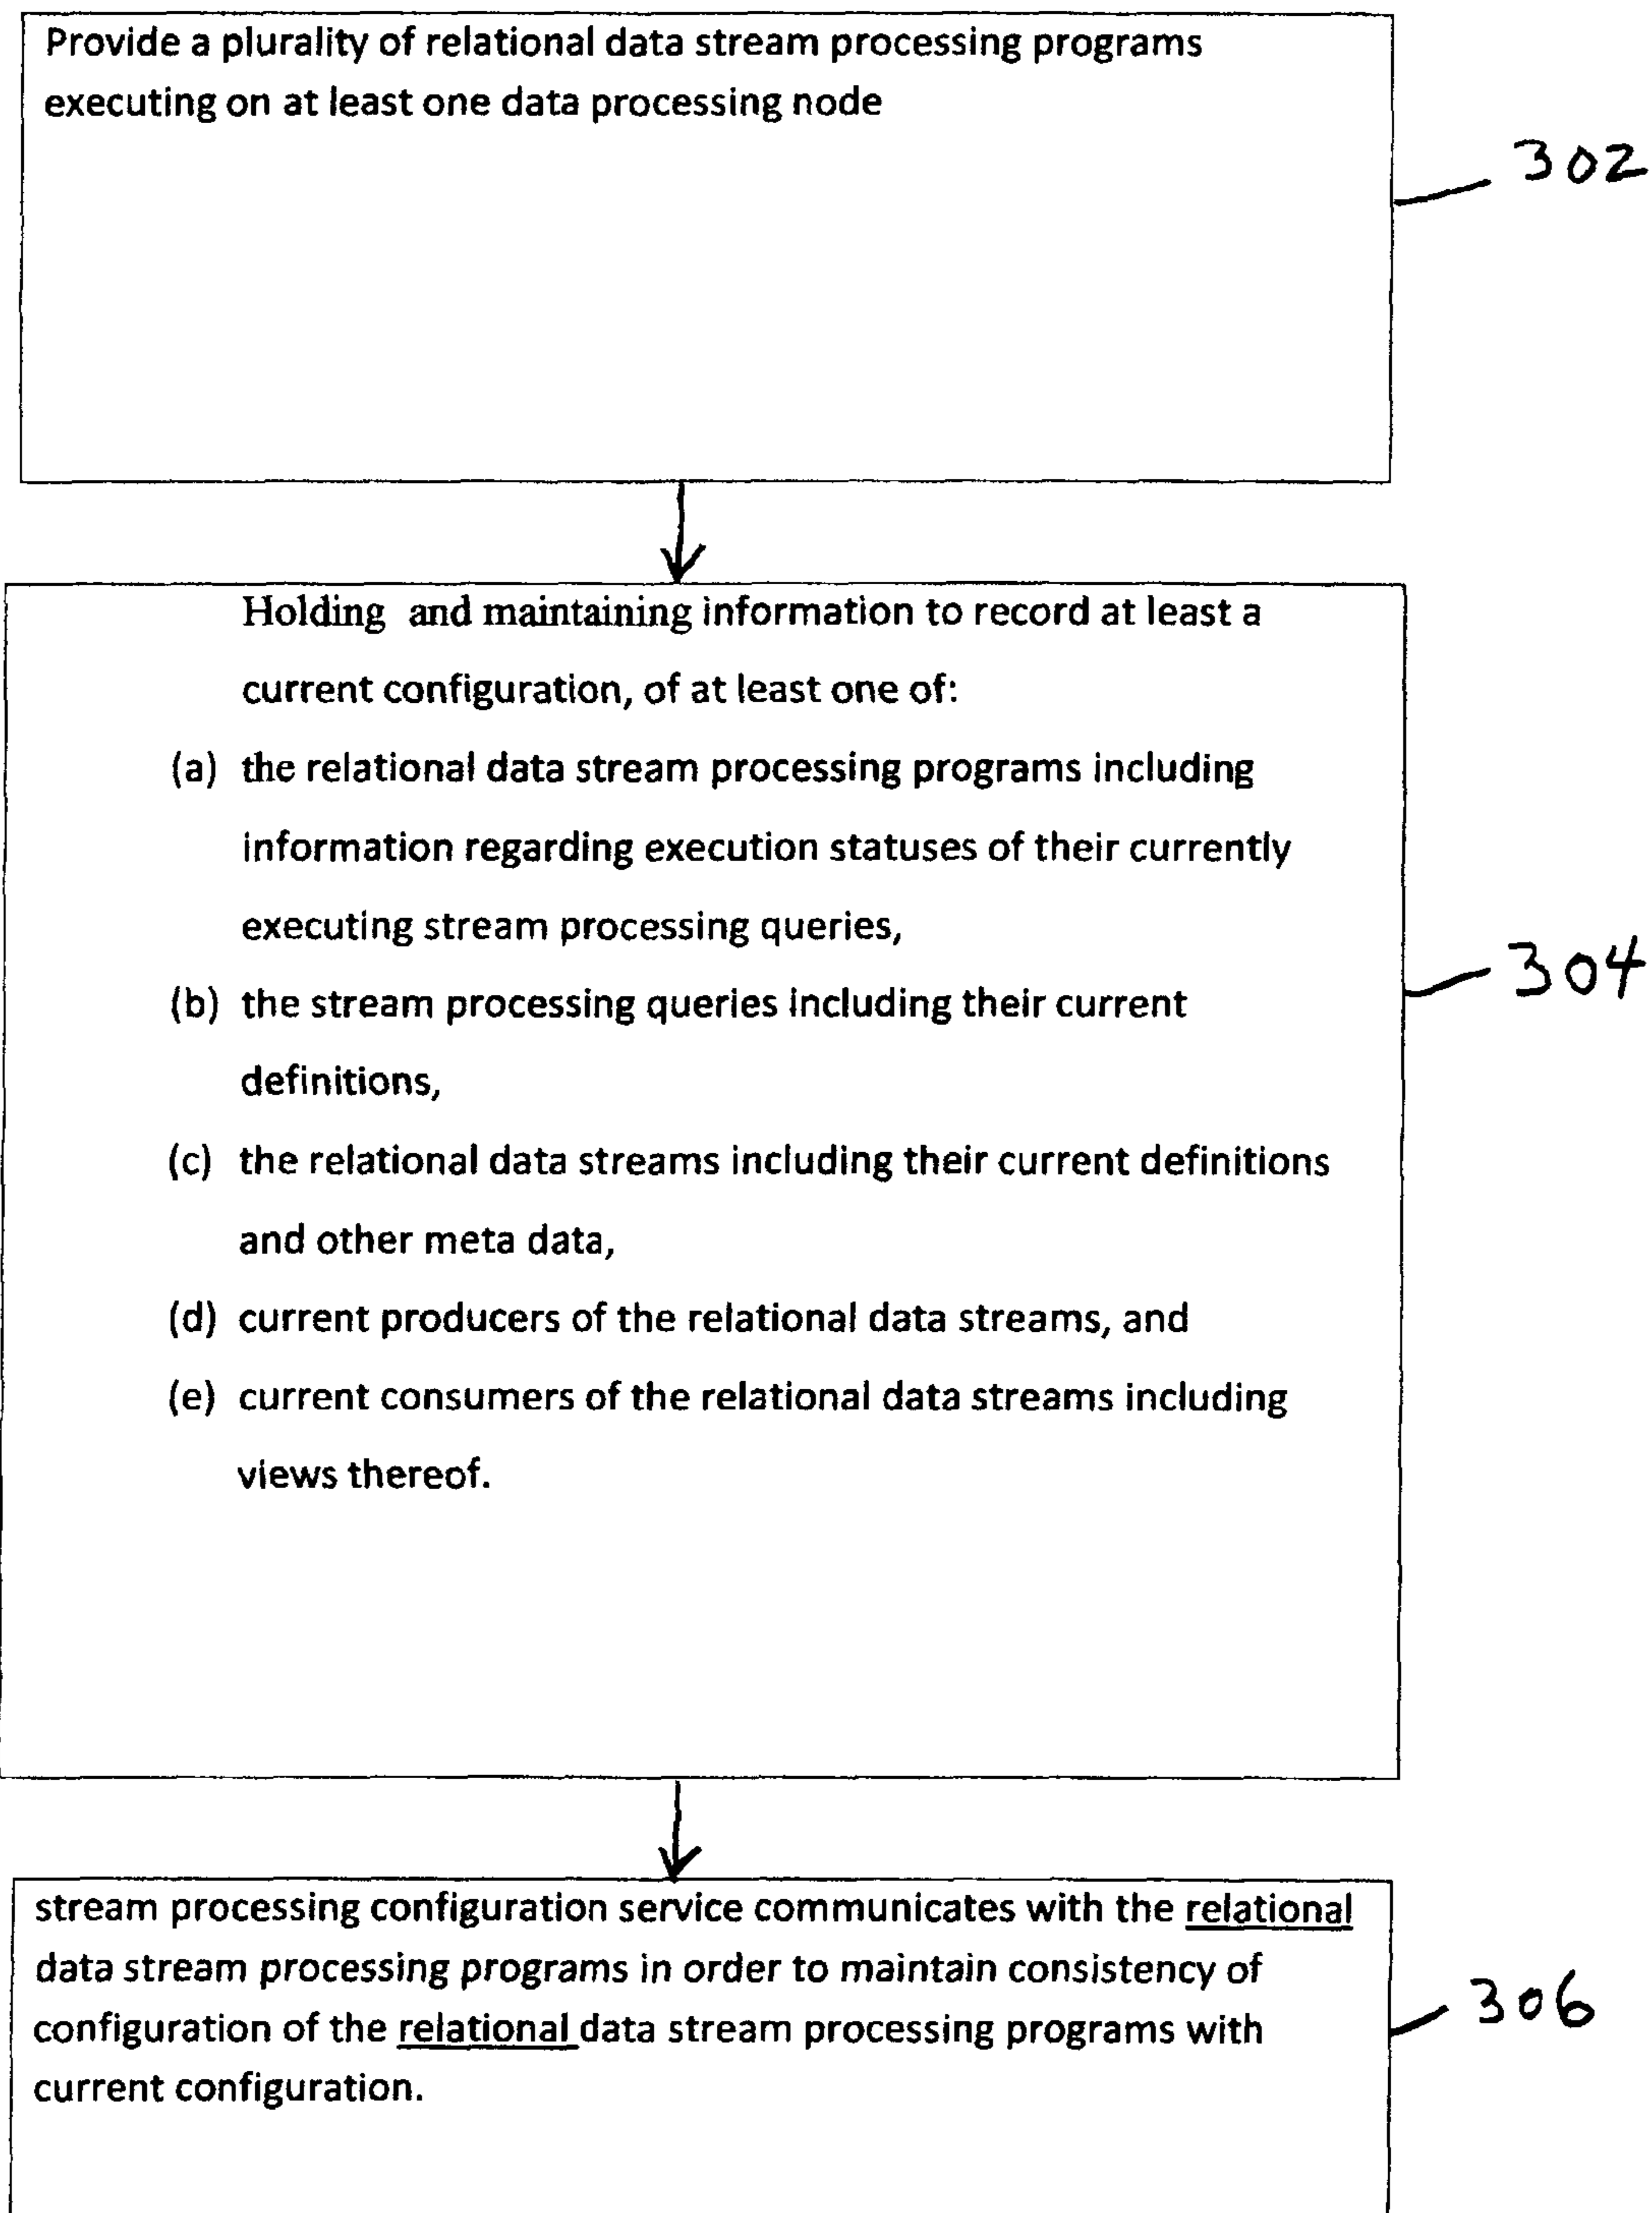 Provide a plurality of relational data stream processing programs
executing on at least one data processing node
302
Holding and maintaining information to record at least a
current configuration, of at least one of:
(a) the relational data stream processing programs including
information regarding execution statuses of their currently
executing stream processing queries,
(b) the stream processing queries including their current
definitions,
304
(c) the relational data streams including their current definitions
and other meta data,
(d) current producers of the relational data streams, and
(e) current consumers of the relational data streams including
views thereof.
stream processing configuration service communicates with the relational
data stream processing programs in order to maintain consistency of
configuration of the relational data stream processing programs with
current configuration.
306